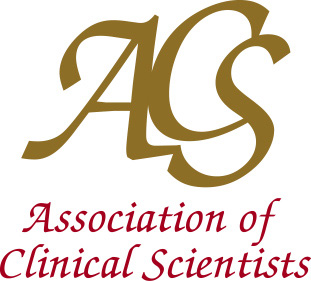 ACS
Association of
Clinical Scientists